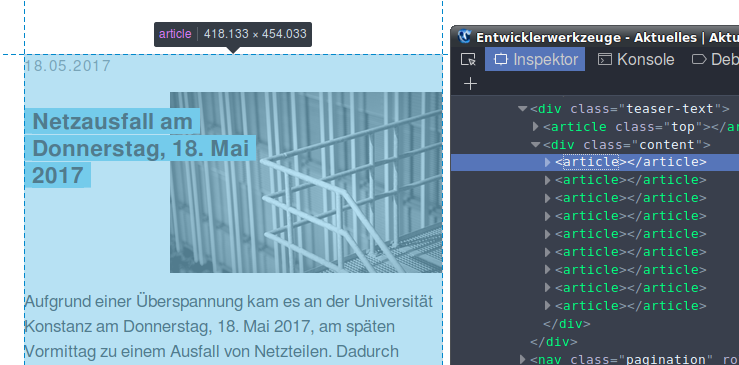 article 418.133 × 454.033
18.05.2017
Netzausfall am
Donnerstag, 18. Mai
2017
Aufgrund einer Überspannung kam es an der Universität
Konstanz am Donnerstag, 18. Mai 2017, am späten
Vormittag zu einem Ausfall von Netzteilen. Dadurch
Entwicklerwerkzeuge - Aktuelles | Aktu
Inspektor Konsole Deb
+
<div class="teaser-text">
<article class="top"></ar
<div class="content">
<article></article>
<article></article>
<article></article>
<article></article>
<article></article>
<article></article>
<article></article>
<article></article>
<article></article>
</div>
</div>
<nav class="pagination" ro